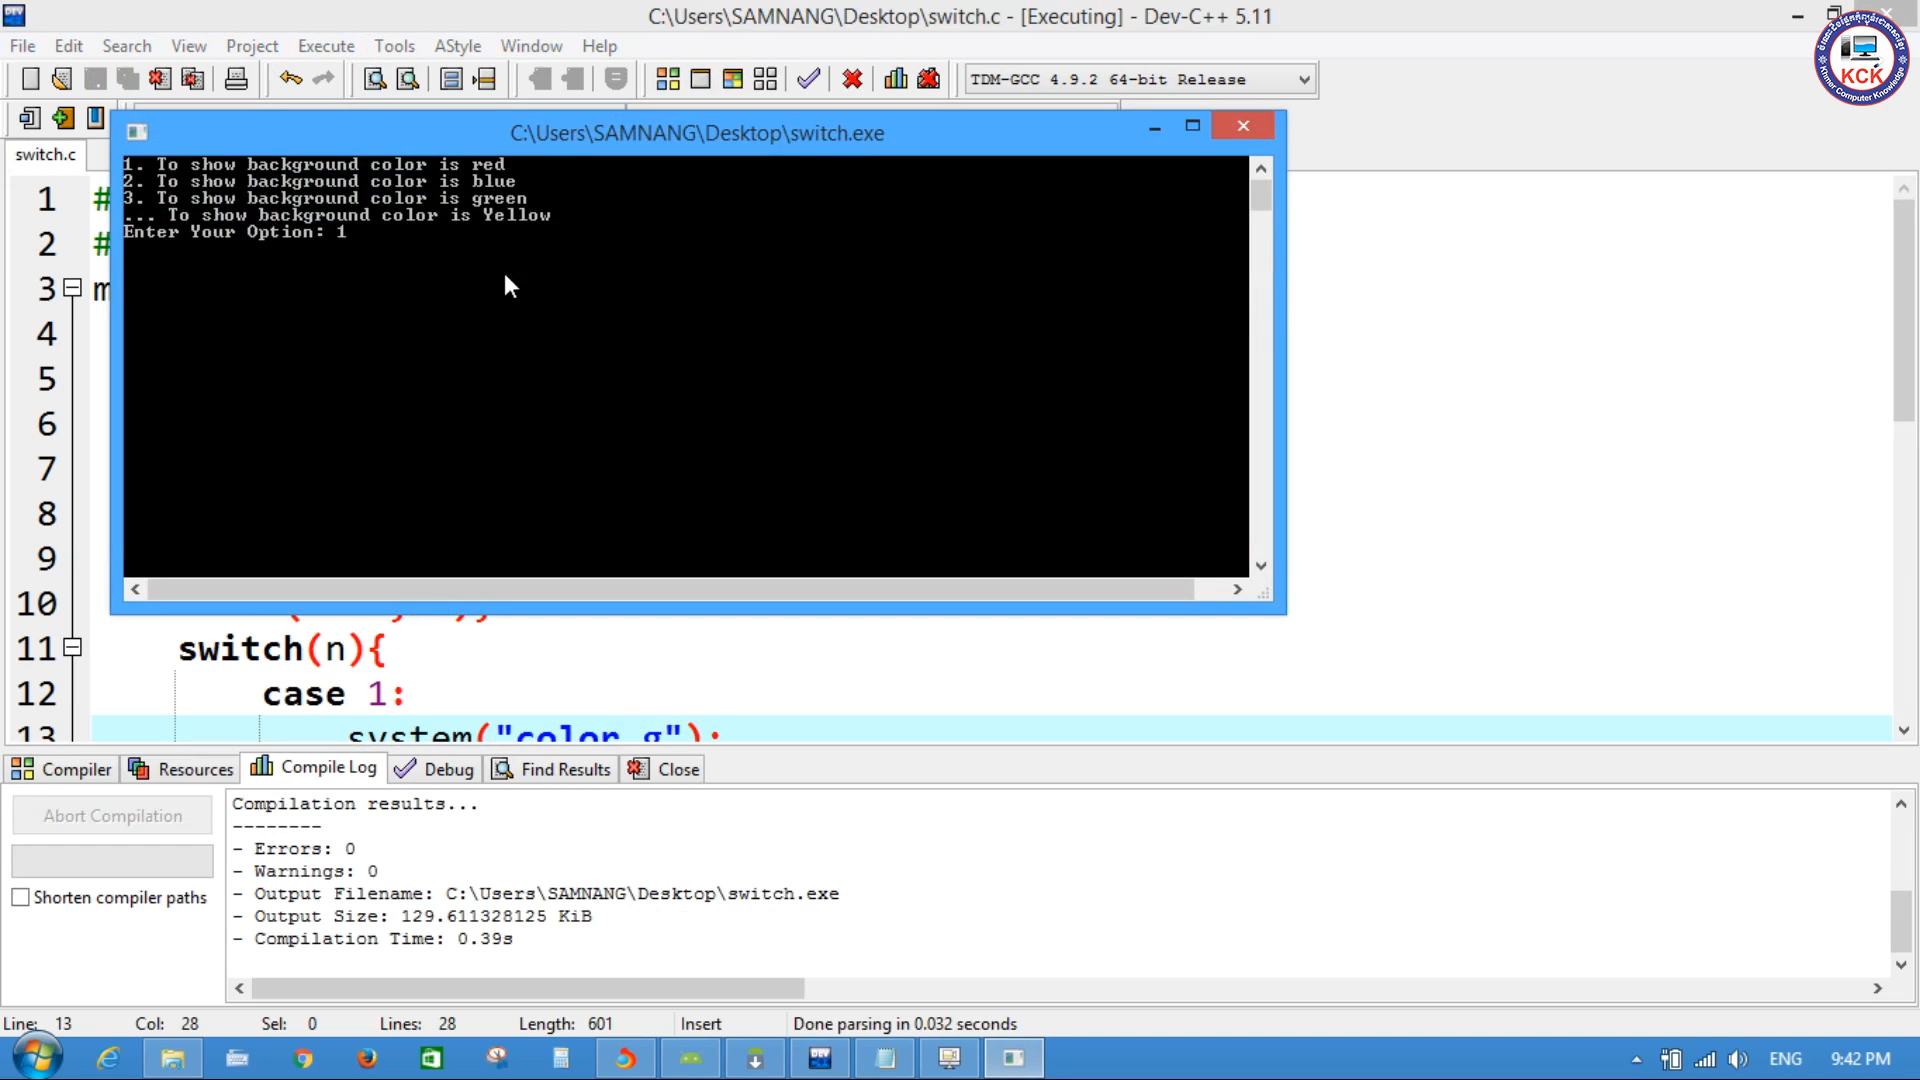 C:\Users\SAMNANG\Desktop\switch.c - [Executing] - Dev-C++ 5.11
File Edit Search View Project Execute Tools AStyle Window Help
TDM-GCC 4.9.2 64-bit Release
KCK
Khmer Computer Knowledge
C:\Users\SAMNANG\Desktop\switch.exe
switch.c
1. To show background color is red
2. To show background color is blue
3. To show background color is green
... To show background color is Yellow
Enter Your Option: 1
1 #
2 #
3 m
4
5
6
7
8
9
10
11 switch(n){
12 case 1:
13 system("color g");
Compiler Resources Compile Log Debug Find Results Close
Abort Compilation
Shorten compiler paths
Compilation results...
--------
- Errors: 0
- Warnings: 0
- Output Filename: C:\Users\SAMNANG\Desktop\switch.exe
- Output Size: 129.611328125 KiB
- Compilation Time: 0.39s
Line: 13 Col: 28 Sel: 0 Lines: 28 Length: 601 Insert Done parsing in 0.032 seconds
DEV
ENG 9:42 PM